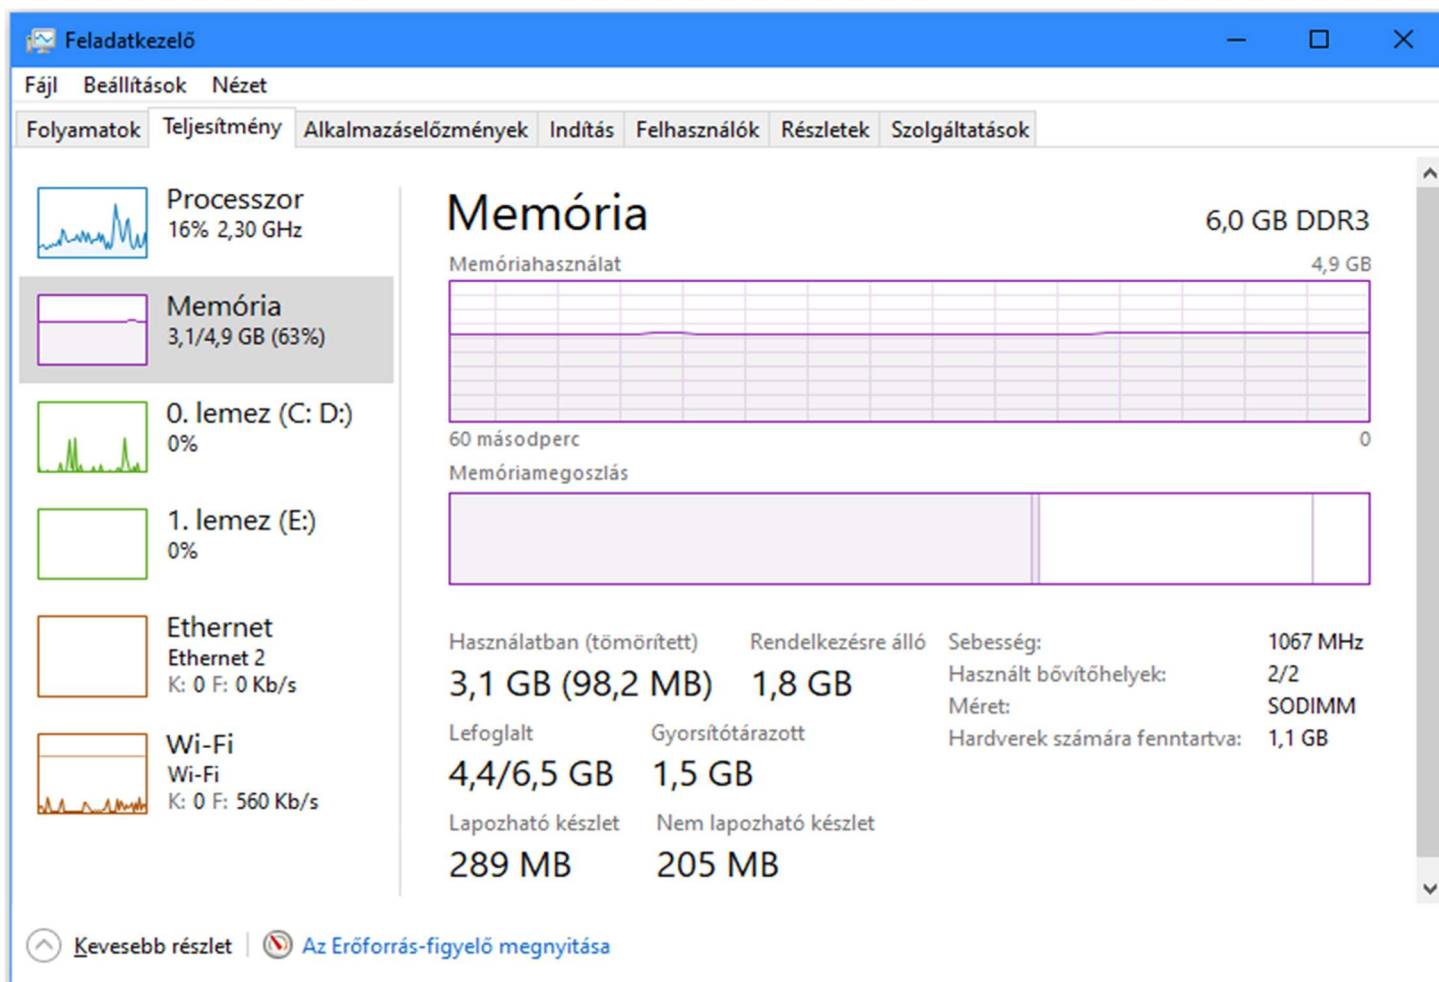 Feladatkezelő
Fájl Beállítások Nézet
Folyamatok Teljesítmény Alkalmazáselőzmények Indítás Felhasználók Részletek Szolgáltatások
Processzor
16% 2,30 GHz
Memória
3,1/4,9 GB (63%)
0. lemez (C: D:)
0%
1. lemez (E:)
0%
Ethernet
Ethernet 2
K: 0 F: 0 Kb/s
Wi-Fi
Wi-Fi
K: 0 F: 560 Kb/s
Memória 6,0 GB DDR3
Memóriahasználat 4,9 GB
60 másodperc 0
Memóriamegoszlás
Használatban (tömörített) Rendelkezésre álló
3,1 GB (98,2 MB) 1,8 GB
Lefoglalt Gyorsítótárazott
4,4/6,5 GB 1,5 GB
Lapozható készlet Nem lapozható készlet
289 MB 205 MB
Sebesség: 1067 MHz
Használt bővítőhelyek: 2/2
Méret: SODIMM
Hardverek számára fenntartva: 1,1 GB
Kevesebb részlet Az Erőforrás-figyelő megnyitása